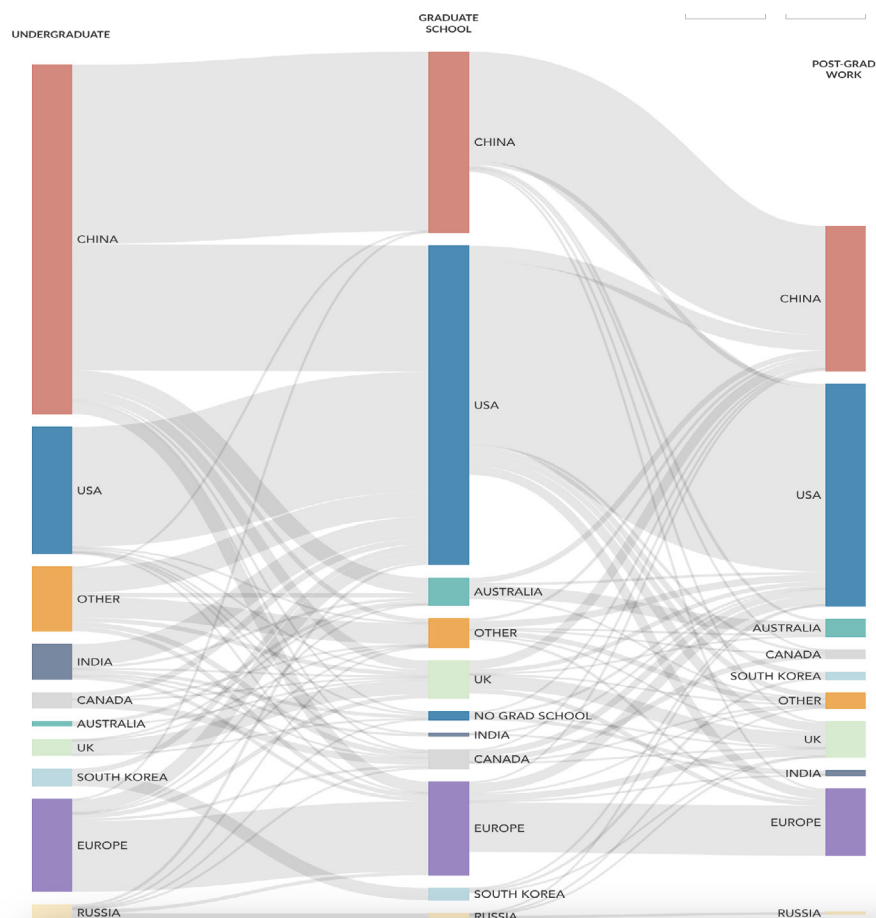 UNDERGRADUATE
GRADUATE
SCHOOL
POST-GRAD
WORK
CHINA
USA
OTHER
INDIA
CANADA
AUSTRALIA
UK
SOUTH KOREA
EUROPE
RUSSIA
CHINA
USA
AUSTRALIA
OTHER
UK
NO GRAD SCHOOL
INDIA
CANADA
EUROPE
SOUTH KOREA
RUSSIA
CHINA
USA
AUSTRALIA
CANADA
SOUTH KOREA
OTHER
UK
INDIA
EUROPE
RUSSIA